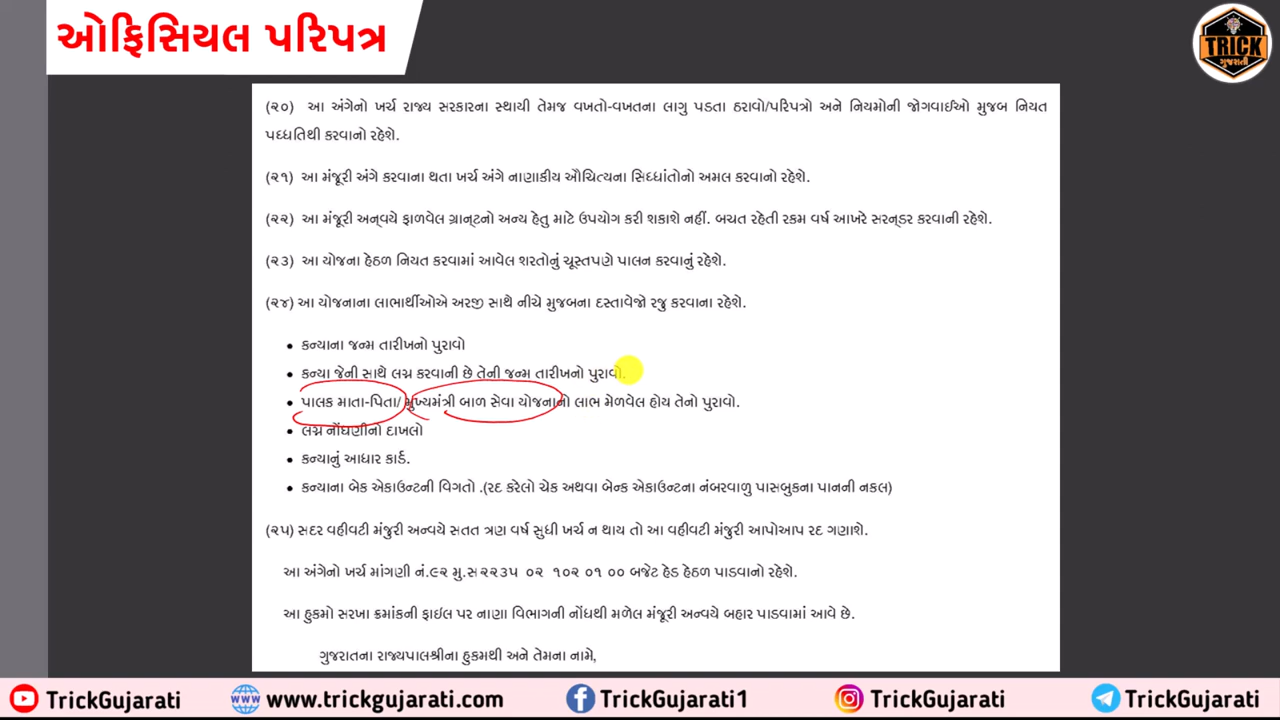 ઓફિસિયલ પરિપત્ર
TRICK
ગુજરાતી
(૨૦) આ અંગેનો ખર્ચ રાજ્ય સરકારના સ્થાયી તેમજ વખતો-વખતના લાગુ પડતા ઠરાવો/પરિપત્રો અને નિયમોની જોગવાઈઓ મુજબ નિયત
પધ્ધતિથી કરવાનો રહેશે.
(૨૧) આ મંજૂરી અંગે કરવાના થતા ખર્ચ અંગે નાણાકીય ઔચિત્યના સિધ્ધાંતોનો અમલ કરવાનો રહેશે.
(૨૨) આ મંજૂરી અન્વયે ફાળવેલ ગ્રાન્ટનો અન્ય હેતુ માટે ઉપયોગ કરી શકાશે નહીં. બચત રહેતી રકમ વર્ષ આખરે સરન્ડર કરવાની રહેશે.
(૨૩) આ યોજના હેઠળ નિયત કરવામાં આવેલ શરતોનું ચૂસ્તપણે પાલન કરવાનું રહેશે.
(૨૪) આ યોજનાના લાભાર્થીઓએ અરજી સાથે નીચે મુજબના દસ્તાવેજો રજુ કરવાના રહેશે.
• કન્યાના જન્મ તારીખનો પુરાવો
• કન્યા જેની સાથે લગ્ન કરવાની છે તેની જન્મ તારીખનો પુરાવો.
• પાલક માતા-પિતા/ મુખ્યમંત્રી બાળ સેવા યોજનાનો લાભ મેળવેલ હોય તેનો પુરાવો.
• લગ્ન નોંઘણીનો દાખલો
• કન્યાનું આધાર કાર્ડ.
• કન્યાના બેંક એકાઉન્ટની વિગતો .(રદ કરેલો ચેક અથવા બેન્ક એકાઉન્ટના નંબરવાળુ પાસબુકના પાનની નકલ)
(૨૫) સદર વહીવટી મંજુરી અન્વયે સતત ત્રણ વર્ષ સુધી ખર્ચ ન થાય તો આ વહીવટી મંજુરી આપોઆપ રદ ગણાશે.
આ અંગેનો ખર્ચ માંગણી નં.૯૨ મુ.સ ૨૨૩૫ ૦૨ ૧૦૨ ૦૧ ૦૦ બજેટ હેડ હેઠળ પાડવાનો રહેશે.
આ હુકમો સરખા ક્રમાંકની ફાઈલ પર નાણા વિભાગની નોંધથી મળેલ મંજૂરી અન્વયે બહાર પાડવામાં આવે છે.
ગુજરાતના રાજ્યપાલશ્રીના હુકમથી અને તેમના નામે,
TrickGujarati www.trickgujarati.com TrickGujarati1 TrickGujarati TrickGujarati